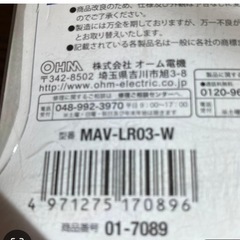 商品改良のため、仕様及び外観は
のでご了承ください。
●製造には万全を期しておりますが、万一不良が
とお取替えいたします。
●記載されている各製品名は一般に各社の商標
OHM 株式会社 オーム電機
〒342-8502 埼玉県吉川市旭3-8
http://www.ohm-electric.co.jp
048-992-3970
0120-96
型番 MAV-LR03-W
4 971275 170896
商品番号 01-7089